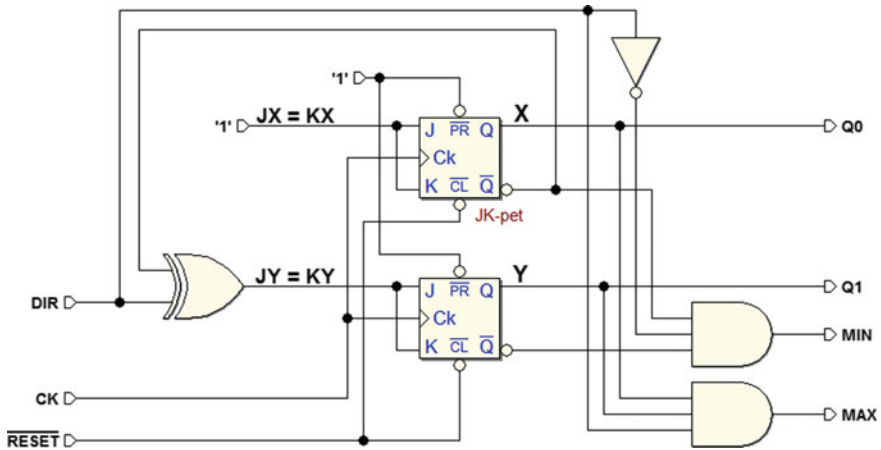 '1'
'1' JX = KX X Q0
J PR Q
Ck
K CL Q
JK-pet
JY = KY Y Q1
J PR Q
DIR Ck
K CL Q
MIN
CK
MAX
RESET